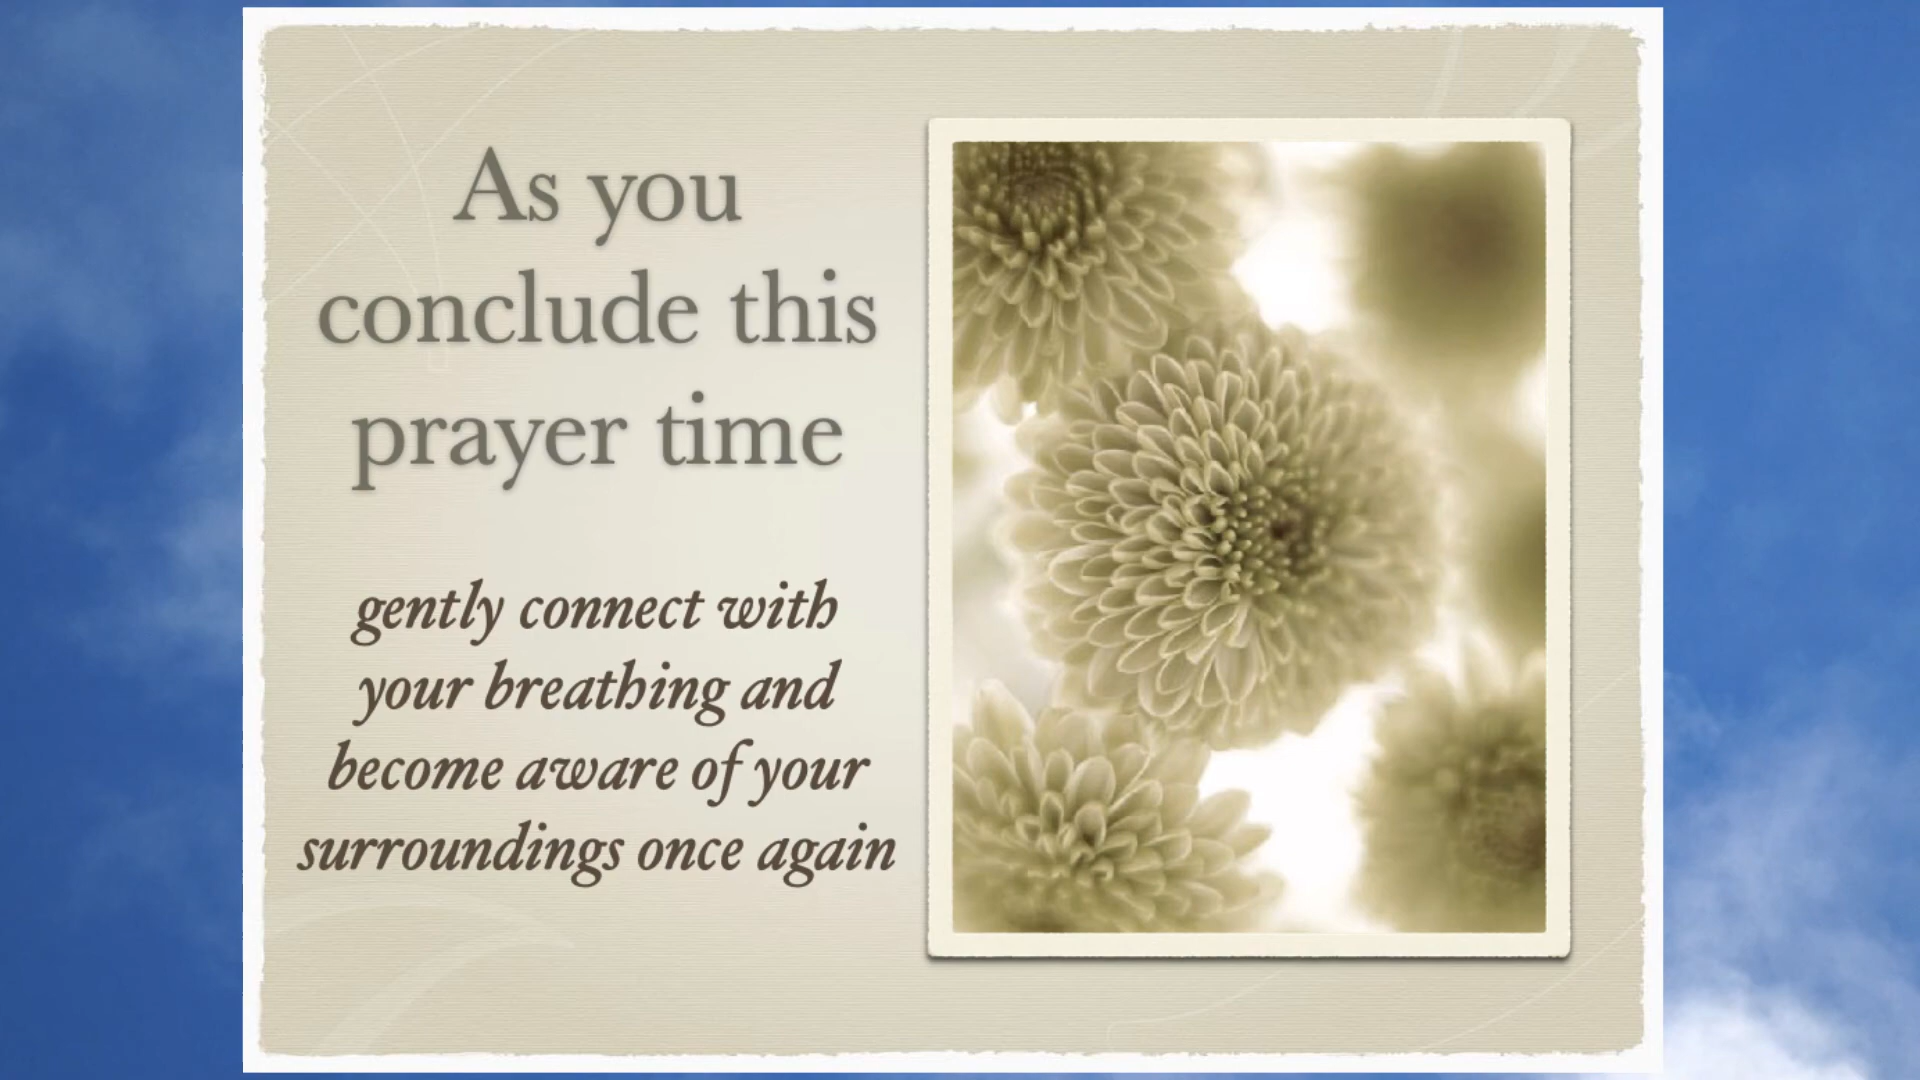 As you
conclude this
prayer time
gently connect with
your breathing and
become aware of your
surroundings once again